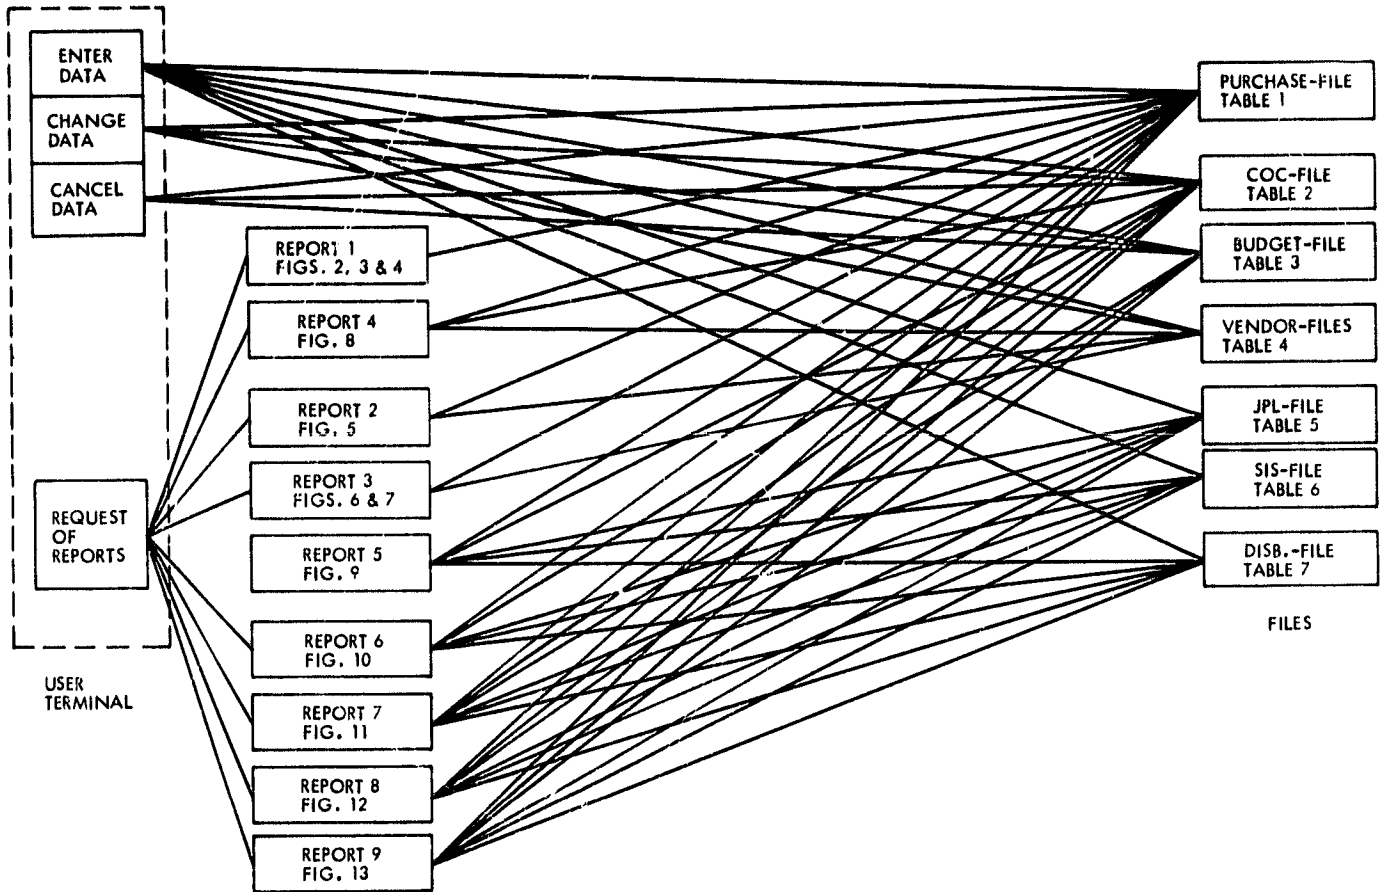 ENTER
DATA
CHANGE
DATA
CANCEL
DATA
REQUEST
OF
REPORTS
USER
TERMINAL
REPORT 1
FIGS. 2, 3 & 4
REPORT 4
FIG. 8
REPORT 2
FIG. 5
REPORT 3
FIGS. 6 & 7
REPORT 5
FIG. 9
REPORT 6
FIG. 10
REPORT 7
FIG. 11
REPORT 8
FIG. 12
REPORT 9
FIG. 13
PURCHASE-FILE
TABLE 1
COC-FILE
TABLE 2
BUDGET-FILE
TABLE 3
VENDOR-FILES
TABLE 4
JPL-FILE
TABLE 5
SIS-FILE
TABLE 6
DISB.-FILE
TABLE 7
FILES